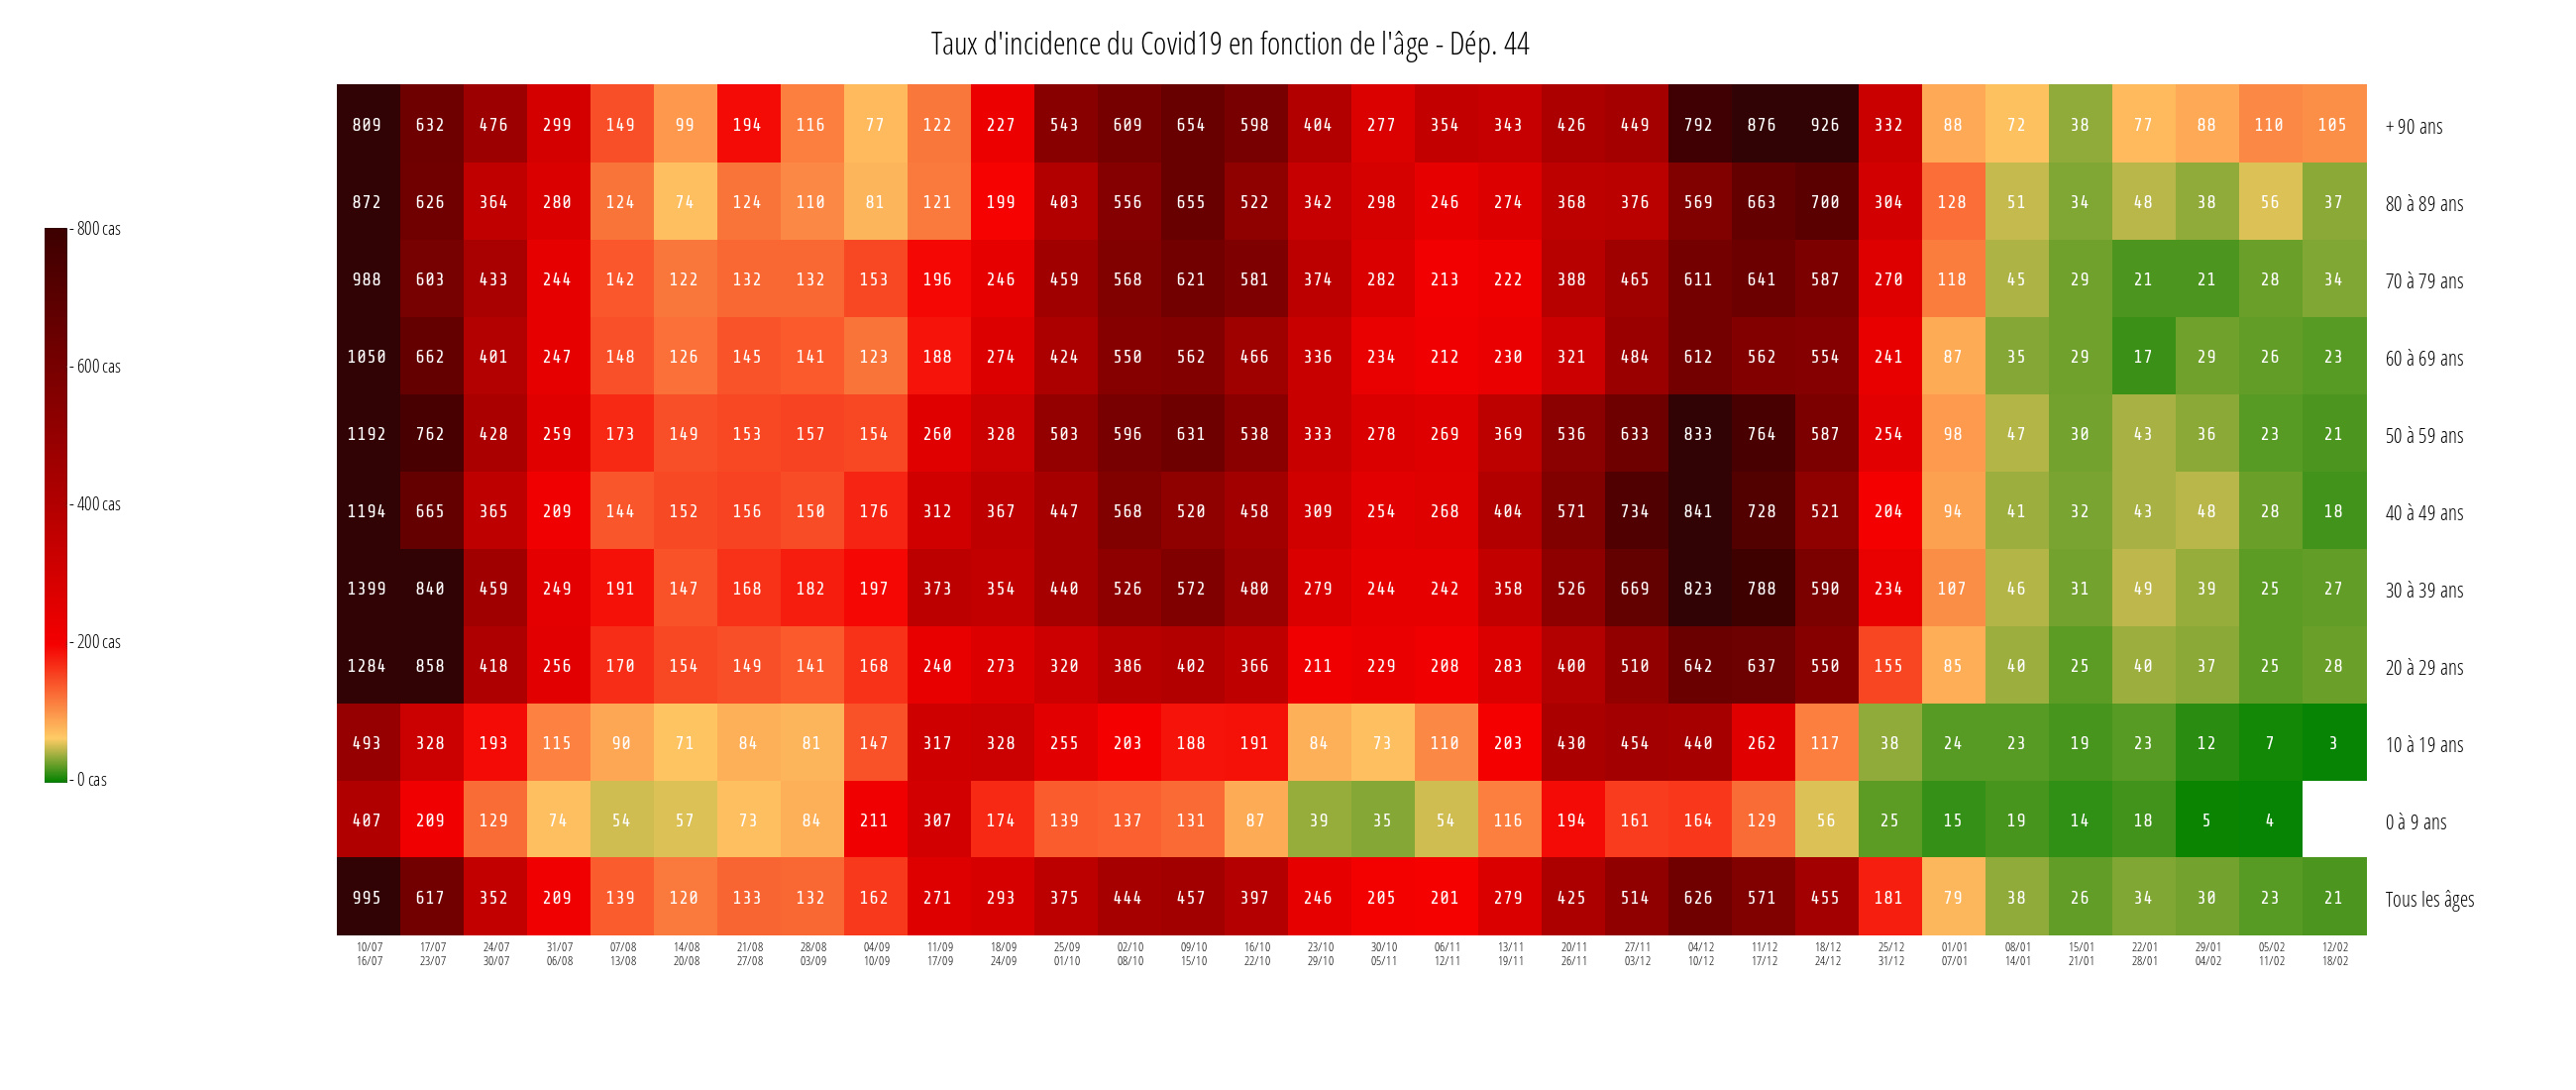 Taux d'incidence du Covid19 en fonction de l'âge - Dép. 44
- 800 cas
- 600 cas
- 400 cas
- 200 cas
- 0 cas
809 632 476 299 149 99 194 116 77 122 227 543 609 654 598 404 277 354 343 426 449 792 876 926 332 88 72 38 77 88 110 105 + 90 ans
872 626 364 280 124 74 124 110 81 121 199 403 556 655 522 342 298 246 274 368 376 569 663 700 304 128 51 34 48 38 56 37 80 à 89 ans
988 603 433 244 142 122 132 132 153 196 246 459 568 621 581 374 282 213 222 388 465 611 641 587 270 118 45 29 21 21 28 34 70 à 79 ans
1050 662 401 247 148 126 145 141 123 188 274 424 550 562 466 336 234 212 230 321 484 612 562 554 241 87 35 29 17 29 26 23 60 à 69 ans
1192 762 428 259 173 149 153 157 154 260 328 503 596 631 538 333 278 269 369 536 633 833 764 587 254 98 47 30 43 36 23 21 50 à 59 ans
1194 665 365 209 144 152 156 150 176 312 367 447 568 520 458 309 254 268 404 571 734 841 728 521 204 94 41 32 43 48 28 18 40 à 49 ans
1399 840 459 249 191 147 168 182 197 373 354 440 526 572 480 279 244 242 358 526 669 823 788 590 234 107 46 31 49 39 25 27 30 à 39 ans
1284 858 418 256 170 154 149 141 168 240 273 320 386 402 366 211 229 208 283 400 510 642 637 550 155 85 40 25 40 37 25 28 20 à 29 ans
493 328 193 115 90 71 84 81 147 317 328 255 203 188 191 84 73 110 203 430 454 440 262 117 38 24 23 19 23 12 7 3 10 à 19 ans
407 209 129 74 54 57 73 84 211 307 174 139 137 131 87 39 35 54 116 194 161 164 129 56 25 15 19 14 18 5 4 0 à 9 ans
995 617 352 209 139 120 133 132 162 271 293 375 444 457 397 246 205 201 279 425 514 626 571 455 181 79 38 26 34 30 23 21 Tous les âges
10/07 17/07 24/07 31/07 07/08 14/08 21/08 28/08 04/09 11/09 18/09 25/09 02/10 09/10 16/10 23/10 30/10 06/11 13/11 20/11 27/11 04/12 11/12 18/12 25/12 01/01 08/01 15/01 22/01 29/01 05/02 12/02
16/07 23/07 30/07 06/08 13/08 20/08 27/08 03/09 10/09 17/09 24/09 01/10 08/10 15/10 22/10 29/10 05/11 12/11 19/11 26/11 03/12 10/12 17/12 24/12 31/12 07/01 14/01 21/01 28/01 04/02 11/02 18/02